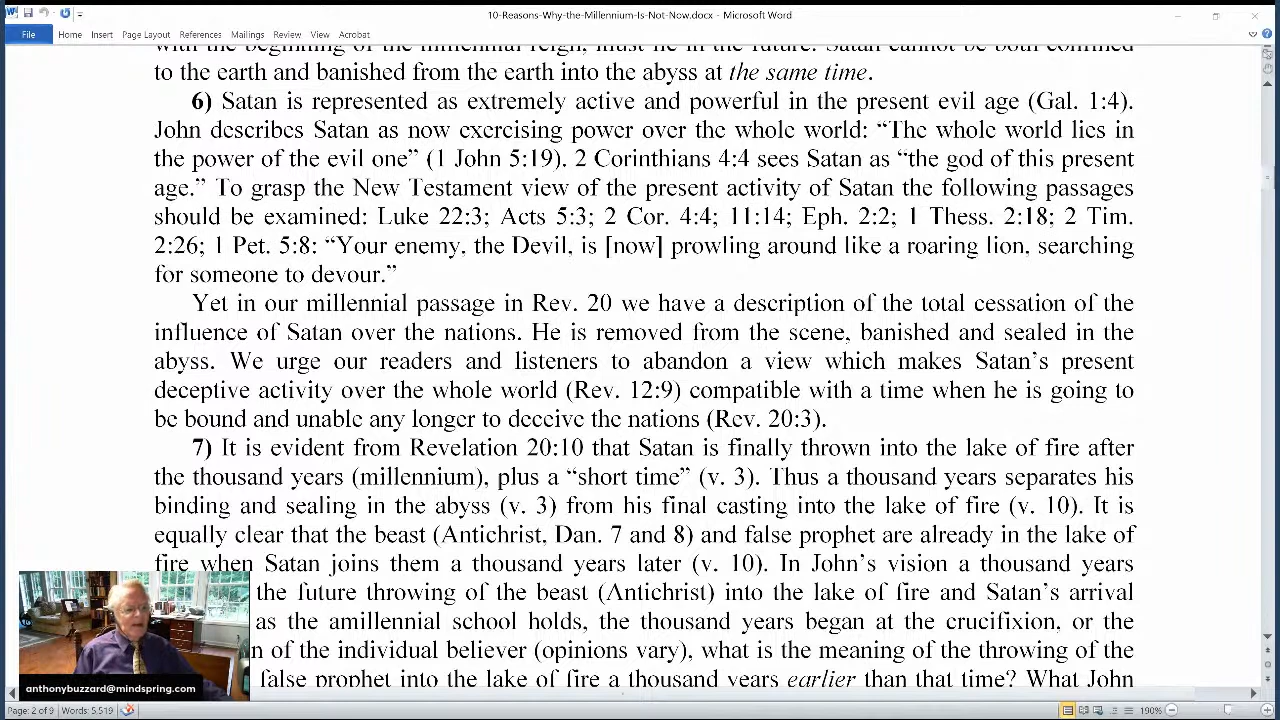 10-Reasons-Why-the-Millennium-Is-Not-Now.docx - Microsoft Word
File Home Insert Page Layout References Mailings Review View Acrobat
with the beginning of the millennial reign, must lie in the future. Satan cannot be both confined
to the earth and banished from the earth into the abyss at the same time.
6) Satan is represented as extremely active and powerful in the present evil age (Gal. 1:4).
John describes Satan as now exercising power over the whole world: “The whole world lies in
the power of the evil one” (1 John 5:19). 2 Corinthians 4:4 sees Satan as “the god of this present
age.” To grasp the New Testament view of the present activity of Satan the following passages
should be examined: Luke 22:3; Acts 5:3; 2 Cor. 4:4; 11:14; Eph. 2:2; 1 Thess. 2:18; 2 Tim.
2:26; 1 Pet. 5:8: “Your enemy, the Devil, is [now] prowling around like a roaring lion, searching
for someone to devour.”
Yet in our millennial passage in Rev. 20 we have a description of the total cessation of the
influence of Satan over the nations. He is removed from the scene, banished and sealed in the
abyss. We urge our readers and listeners to abandon a view which makes Satan’s present
deceptive activity over the whole world (Rev. 12:9) compatible with a time when he is going to
be bound and unable any longer to deceive the nations (Rev. 20:3).
7) It is evident from Revelation 20:10 that Satan is finally thrown into the lake of fire after
the thousand years (millennium), plus a “short time” (v. 3). Thus a thousand years separates his
binding and sealing in the abyss (v. 3) from his final casting into the lake of fire (v. 10). It is
equally clear that the beast (Antichrist, Dan. 7 and 8) and false prophet are already in the lake of
fire when Satan joins them a thousand years later (v. 10). In John’s vision a thousand years
the future throwing of the beast (Antichrist) into the lake of fire and Satan’s arrival
as the amillennial school holds, the thousand years began at the crucifixion, or the
n of the individual believer (opinions vary), what is the meaning of the throwing of the
false prophet into the lake of fire a thousand years earlier than that time? What John
anthonybuzzard@mindspring.com
Page: 2 of 9 Words: 5,519 190%